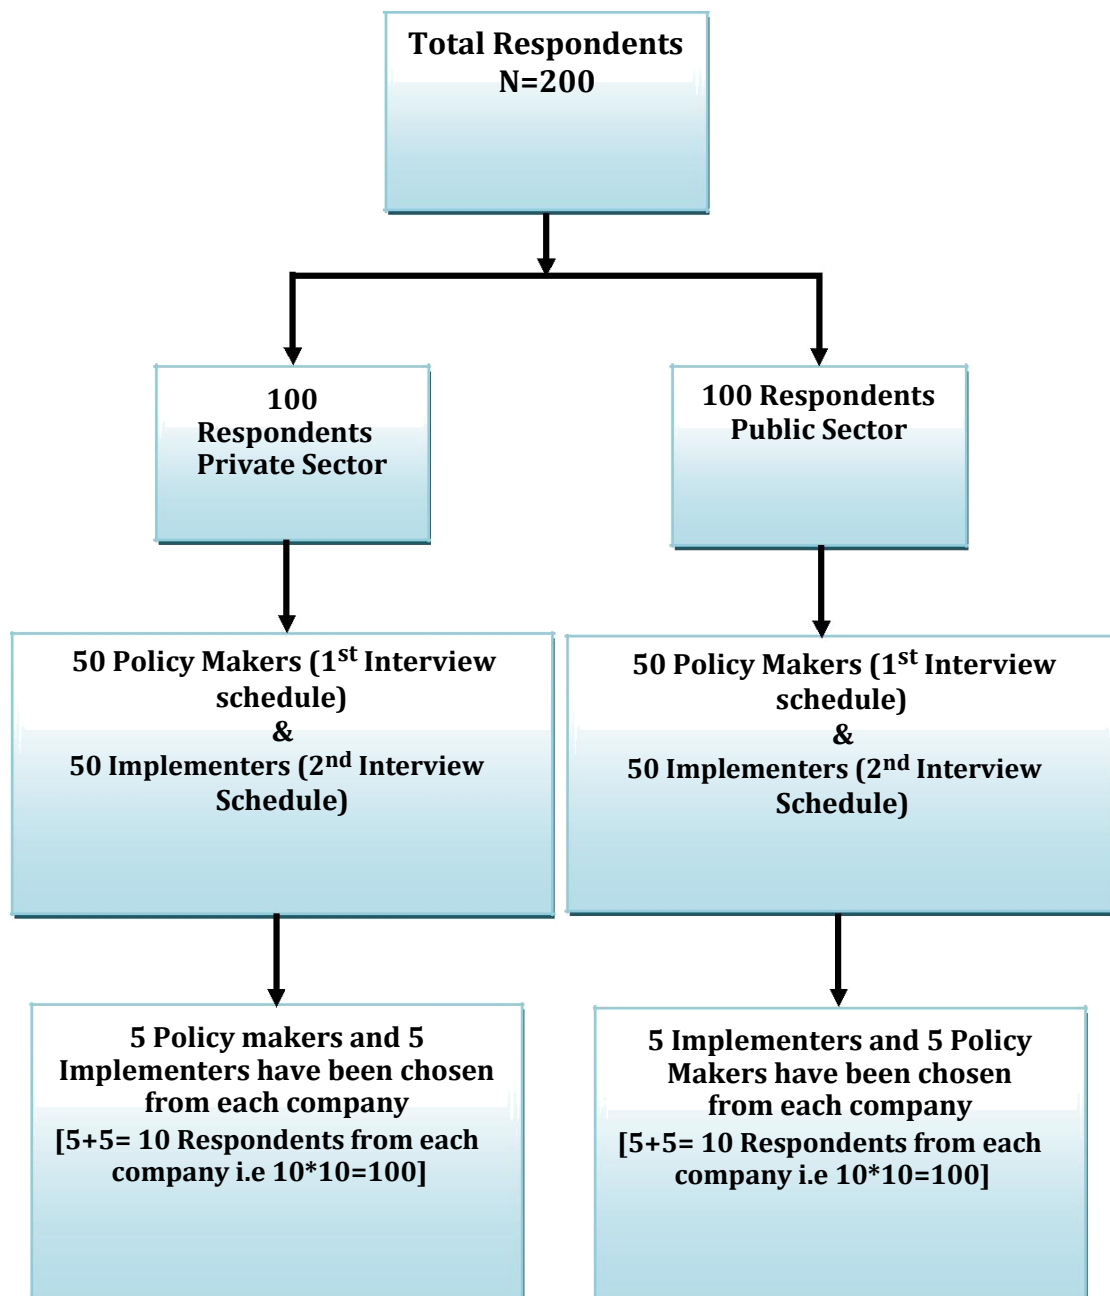 Total Respondents
N=200
100
Respondents
Private Sector
100 Respondents
Public Sector
50 Policy Makers (1st Interview
schedule)
&
50 Implementers (2nd Interview
Schedule)
50 Policy Makers (1st Interview
schedule)
&
50 Implementers (2nd Interview
Schedule)
5 Policy makers and 5
Implementers have been chosen
from each company
[5+5= 10 Respondents from each
company i.e 10*10=100]
5 Implementers and 5 Policy
Makers have been chosen
from each company
[5+5= 10 Respondents from each
company i.e 10*10=100]